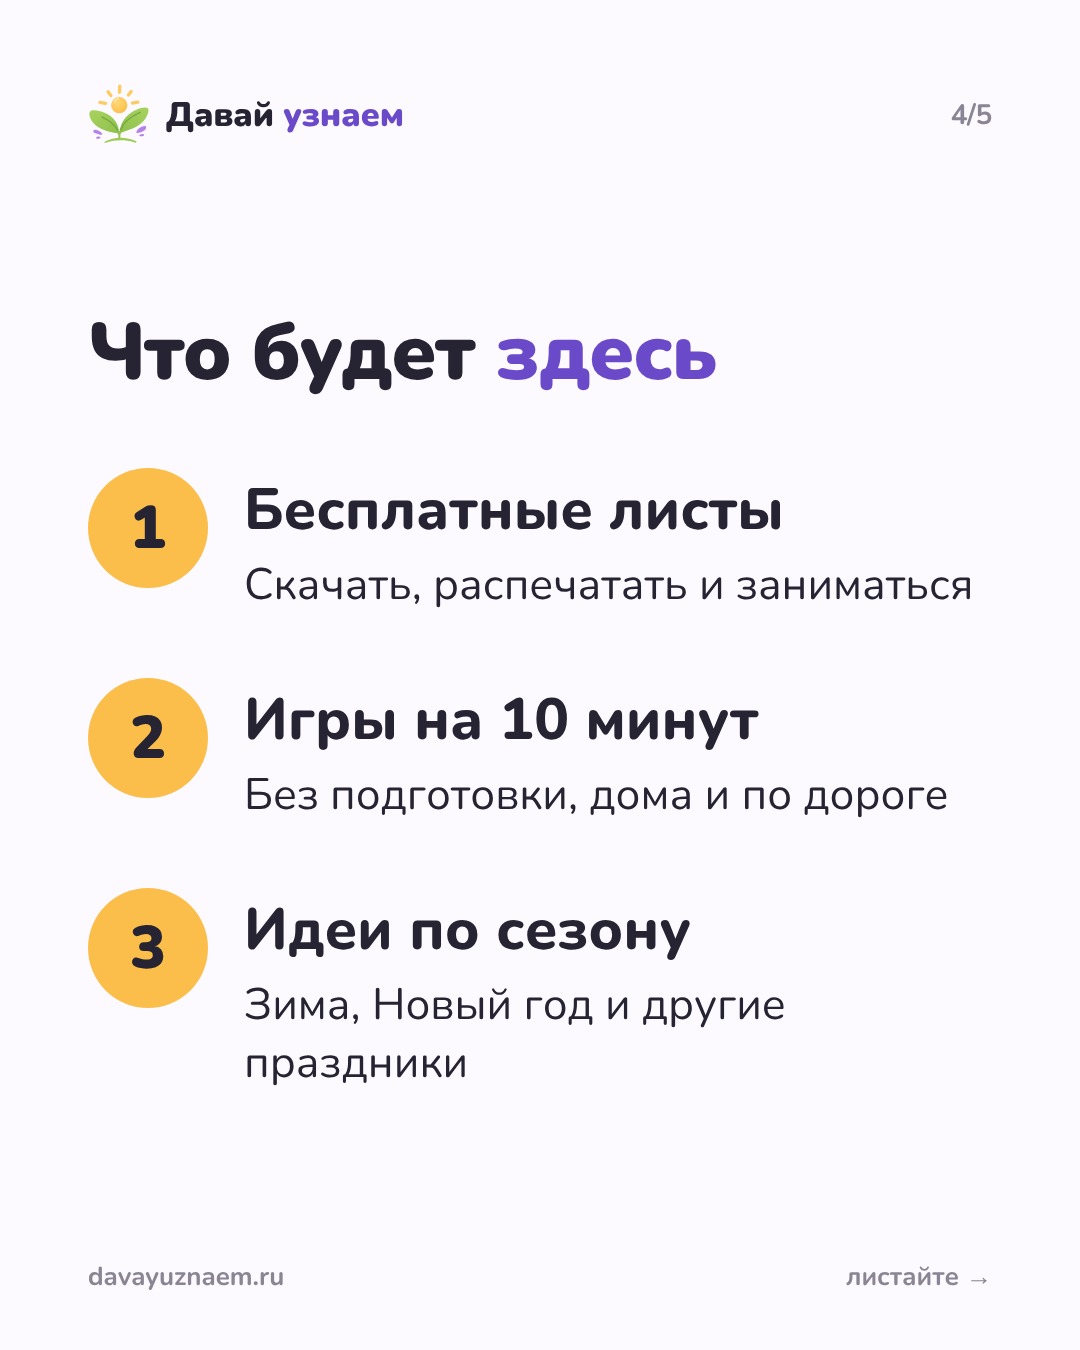 Давай узнаем
4/5
Что будет здесь
1
Бесплатные листы
Скачать, распечатать и заниматься
2
Игры на 10 минут
Без подготовки, дома и по дороге
3
Идеи по сезону
Зима, Новый год и другие
праздники
davayuznaem.ru
листайте →